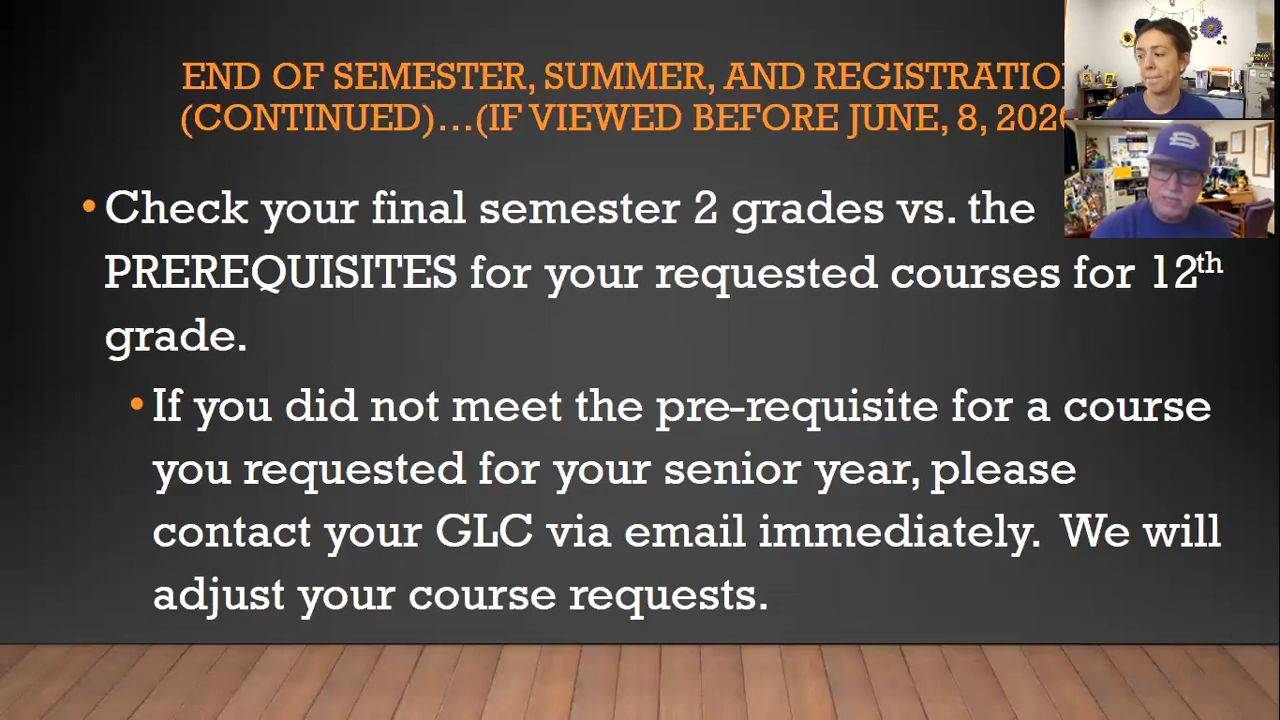 END OF SEMESTER, SUMMER, AND
(CONTINUED)…(IF VIEWED BEFORE JUNE, 8,
•Check your final semester 2 grades vs. the
PREREQUISITES for your requested courses for 12th
grade.
•If you did not meet the pre-requisite for a course
you requested for your senior year, please
contact your GLC via email immediately. We will
adjust your course requests.